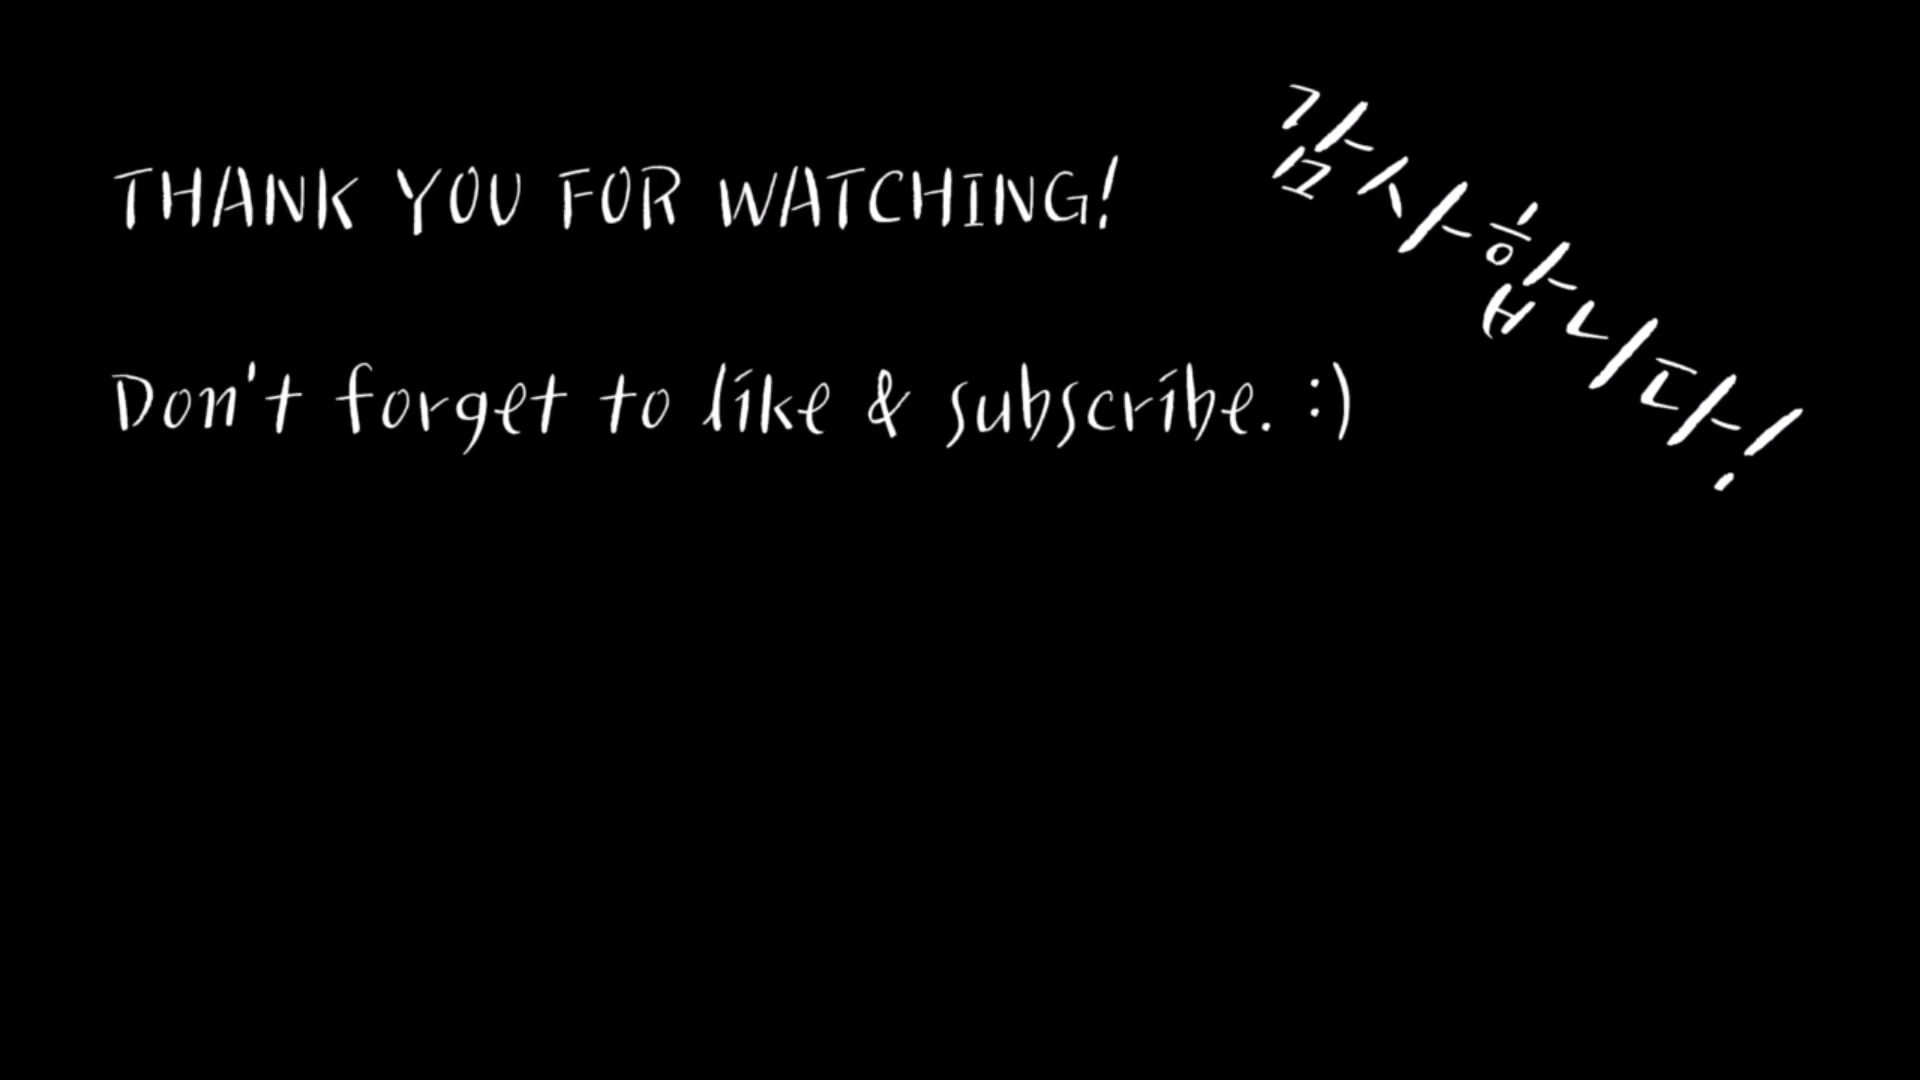 THANK YOU FOR WATCHING!
감사합니다!
Don't forget to like & subscribe. :)